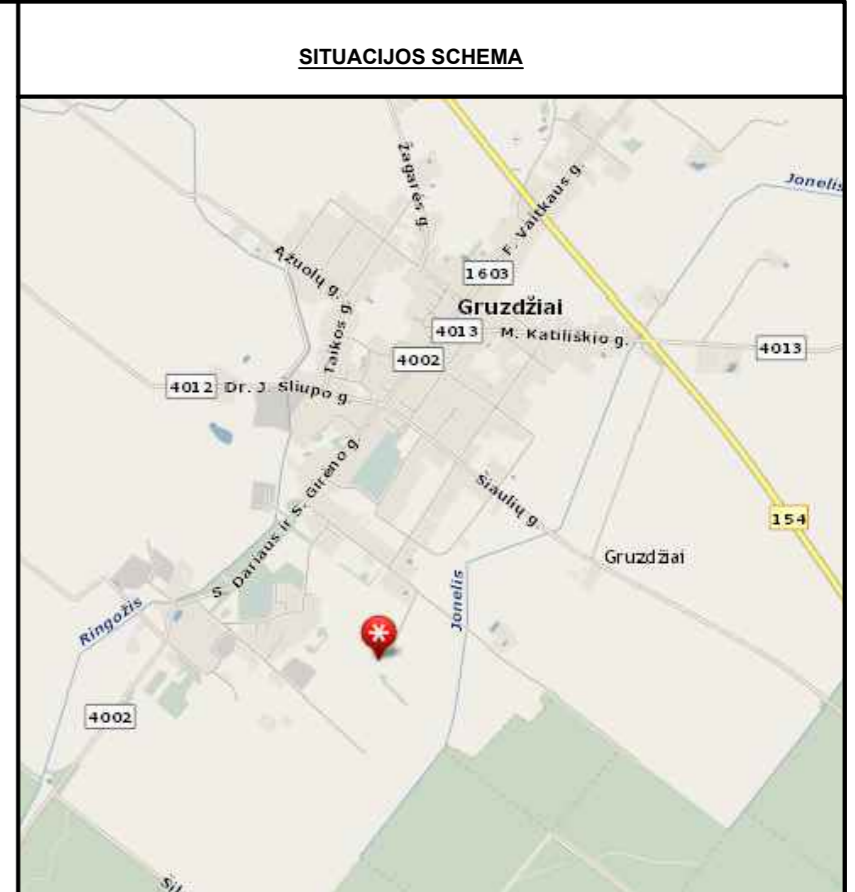 SITUACIJOS SCHEMA
Žagarės g.
F. Vaitkaus g.
Jonelis
Ąžuolų g.
1603
Gruzdžiai
Taikos g.
4013
M. Katiliškio g.
4013
4002
4012
Dr. J. Šliupo g.
Šiaulių g.
154
S. Dariaus ir S. Girėno g.
Gruzdžiai
Jonelis
Ringožis
4002